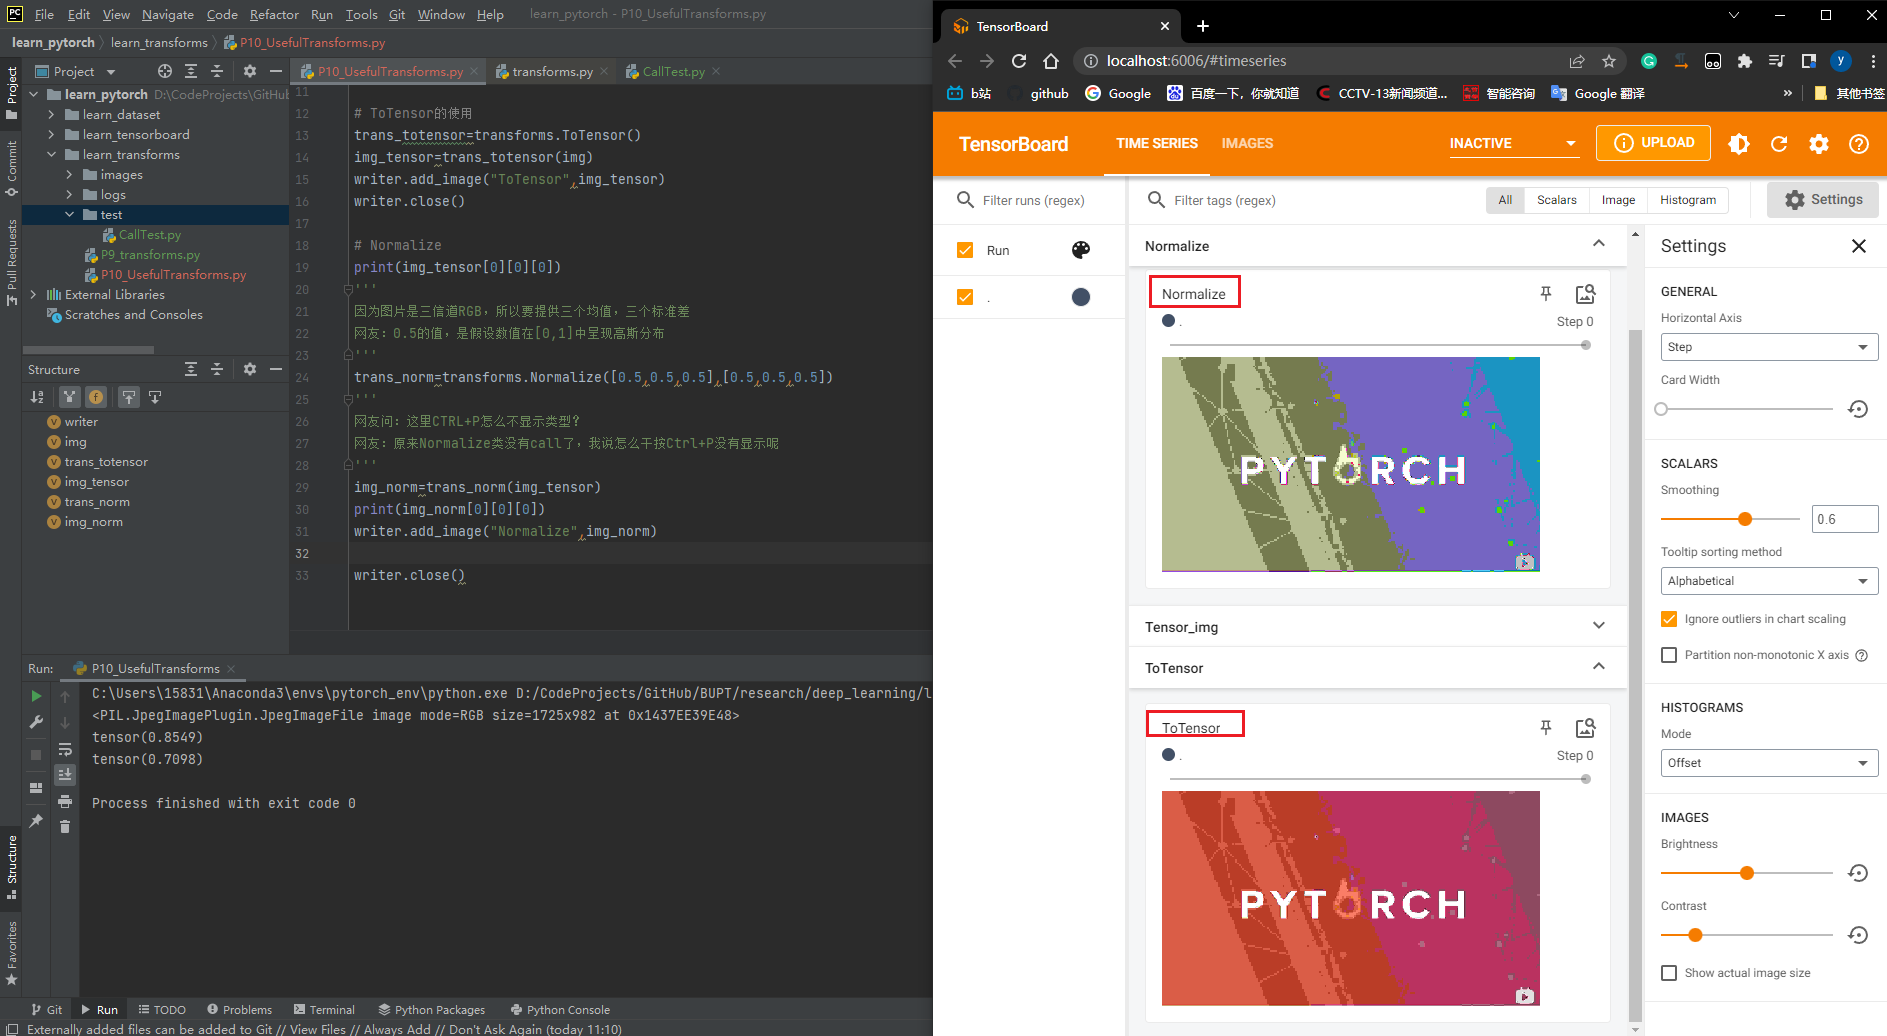 PC File Edit View Navigate Code Refactor Run Tools Git Window Help learn_pytorch - P10_UsefulTransforms.py
learn_pytorch learn_transforms P10_UsefulTransforms.py
Project
Commit
Pull Requests
Structure
Favorites
Project
learn_pytorch D:\CodeProjects\GitHub
learn_dataset
learn_tensorboard
learn_transforms
images
logs
test
CallTest.py
P9_transforms.py
P10_UsefulTransforms.py
External Libraries
Scratches and Consoles
Structure
writer
img
trans_totensor
img_tensor
trans_norm
img_norm
P10_UsefulTransforms.py transforms.py CallTest.py
11
12 # ToTensor的使用
13 trans_totensor=transforms.ToTensor()
14 img_tensor=trans_totensor(img)
15 writer.add_image("ToTensor",img_tensor)
16 writer.close()
17
18 # Normalize
19 print(img_tensor[0][0][0])
20 '''
21 因为图片是三信道RGB，所以要提供三个均值，三个标准差
22 网友：0.5的值，是假设数值在[0,1]中呈现高斯分布
23 '''
24 trans_norm=transforms.Normalize([0.5,0.5,0.5],[0.5,0.5,0.5])
25 '''
26 网友问：这里CTRL+P怎么不显示类型？
27 网友：原来Normalize类没有call了，我说怎么干按Ctrl+P没有显示呢
28 '''
29 img_norm=trans_norm(img_tensor)
30 print(img_norm[0][0][0])
31 writer.add_image("Normalize",img_norm)
32
33 writer.close()
Run: P10_UsefulTransforms
C:\Users\15831\Anaconda3\envs\pytorch_env\python.exe D:/CodeProjects/GitHub/BUPT/research/deep_learning/l
<PIL.JpegImagePlugin.JpegImageFile image mode=RGB size=1725x982 at 0x1437EE39E48>
tensor(0.8549)
tensor(0.7098)
Process finished with exit code 0
Git Run TODO Problems Terminal Python Packages Python Console
Externally added files can be added to Git // View Files // Always Add // Don't Ask Again (today 11:10)
TensorBoard
localhost:6006/#timeseries
y
b站 github Google 百度一下，你就知道 CCTV-13新闻频道... 智能咨询 Google 翻译 » 其他书签
TensorBoard TIME SERIES IMAGES INACTIVE UPLOAD
Filter runs (regex)
Run
.
Filter tags (regex)
All Scalars Image Histogram Settings
Normalize
Normalize
.
Step 0
PYTORCH
Tensor_img
ToTensor
ToTensor
.
Step 0
PYTORCH
Settings
GENERAL
Horizontal Axis
Step
Card Width
SCALARS
Smoothing
0.6
Tooltip sorting method
Alphabetical
Ignore outliers in chart scaling
Partition non-monotonic X axis
HISTOGRAMS
Mode
Offset
IMAGES
Brightness
Contrast
Show actual image size